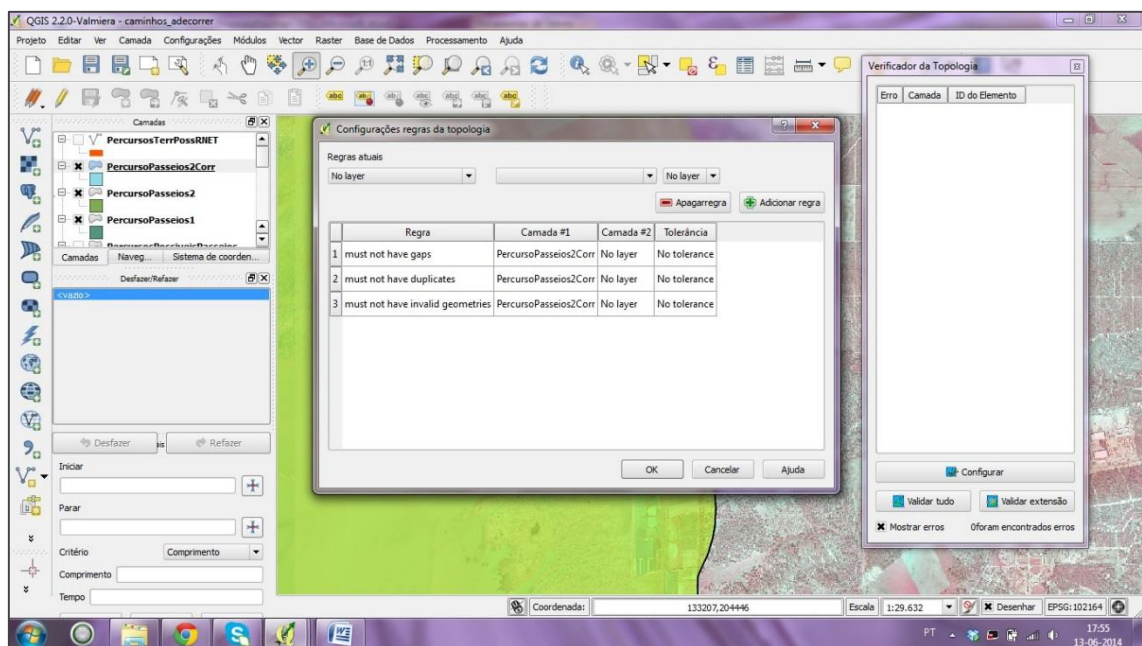 QGIS 2.2.0-Valmiera - caminhos_adecorrer
Projeto Editar Ver Camada Configurações Módulos Vector Raster Base de Dados Processamento Ajuda
Camadas
PercursosTerrPossRNET
PercursoPasseios2Corr
PercursoPasseios2
PercursoPasseios1
Camadas Naveg... Sistema de coorden...
Desfazer/Refazer
<vazio>
Desfazer Refazer
Iniciar
Parar
Critério Comprimento
Comprimento
Tempo
Configurações regras da topologia
Regras atuais
No layer No layer
Apagarregra Adicionar regra
Regra Camada #1 Camada #2 Tolerância
1 must not have gaps PercursoPasseios2Corr No layer No tolerance
2 must not have duplicates PercursoPasseios2Corr No layer No tolerance
3 must not have invalid geometries PercursoPasseios2Corr No layer No tolerance
OK Cancelar Ajuda
Verificador da Topologia
Erro Camada ID do Elemento
Configurar
Validar tudo Validar extensão
Mostrar erros 0foram encontrados erros
Coordenada: 133207,204446 Escala 1:29.632 Desenhar EPSG:102164
PT 17:55
13-06-2014